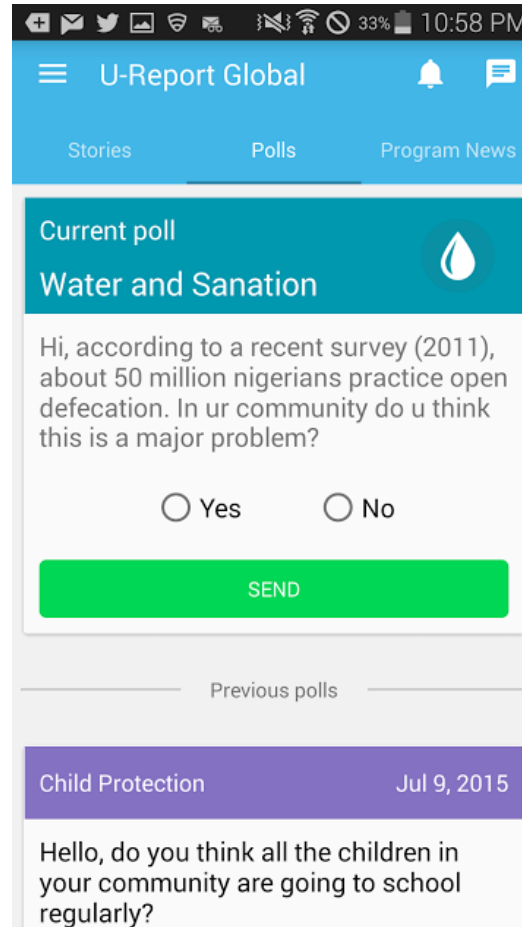 33% 10:58 PM
U-Report Global
Stories Polls Program News
Current poll
Water and Sanation
Hi, according to a recent survey (2011),
about 50 million nigerians practice open
defecation. In ur community do u think
this is a major problem?
Yes No
SEND
Previous polls
Child Protection Jul 9, 2015
Hello, do you think all the children in
your community are going to school
regularly?